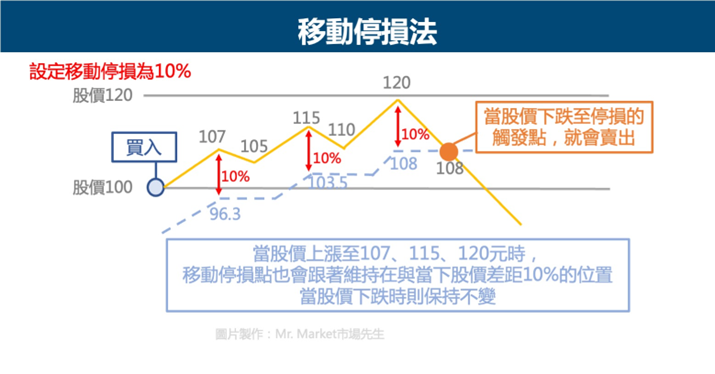 移動停損法
設定移動停損為10%
股價120
120
107
115
110
105
10%
10%
10%
當股價下跌至停損的
觸發點，就會賣出
買入
108
108
股價100
103.5
96.3
當股價上漲至107、115、120元時，
移動停損點也會跟著維持在與當下股價差距10%的位置
當股價下跌時則保持不變
圖片製作：Mr. Market市場先生